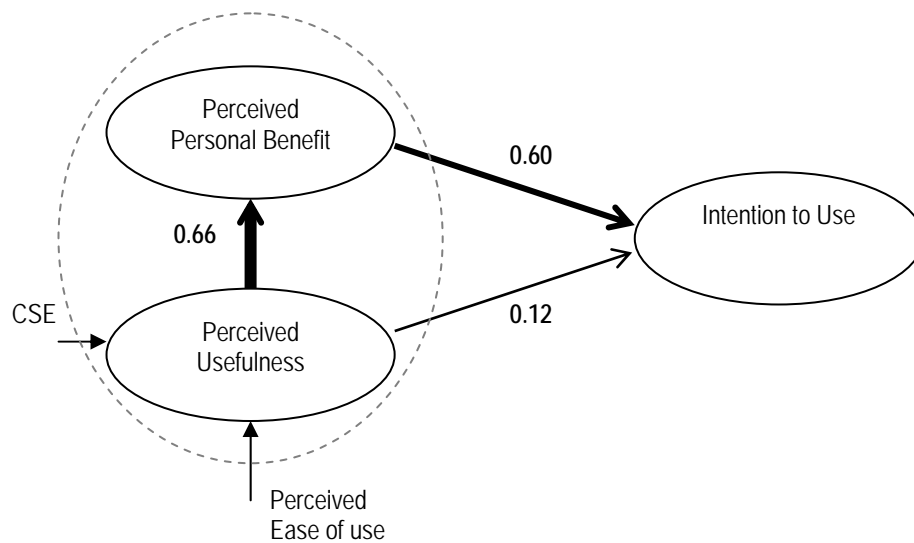 Perceived
Personal Benefit
0.60
Intention to Use
0.66
CSE
Perceived
Usefulness
0.12
Perceived
Ease of use